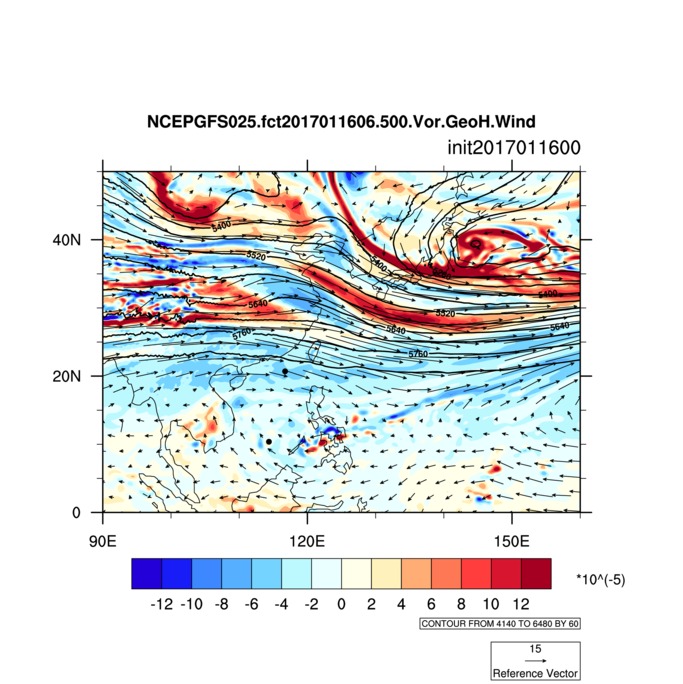 NCEPGFS025.fct2017011606.500.Vor.GeoH.Wind
init2017011600
40N
20N
0
90E 120E 150E
5400
5520
5640
5760
5400
5520
5640
5760
5400
5640
-12 -10 -8 -6 -4 -2 0 2 4 6 8 10 12
*10^(-5)
CONTOUR FROM 4140 TO 6480 BY 60
15
Reference Vector